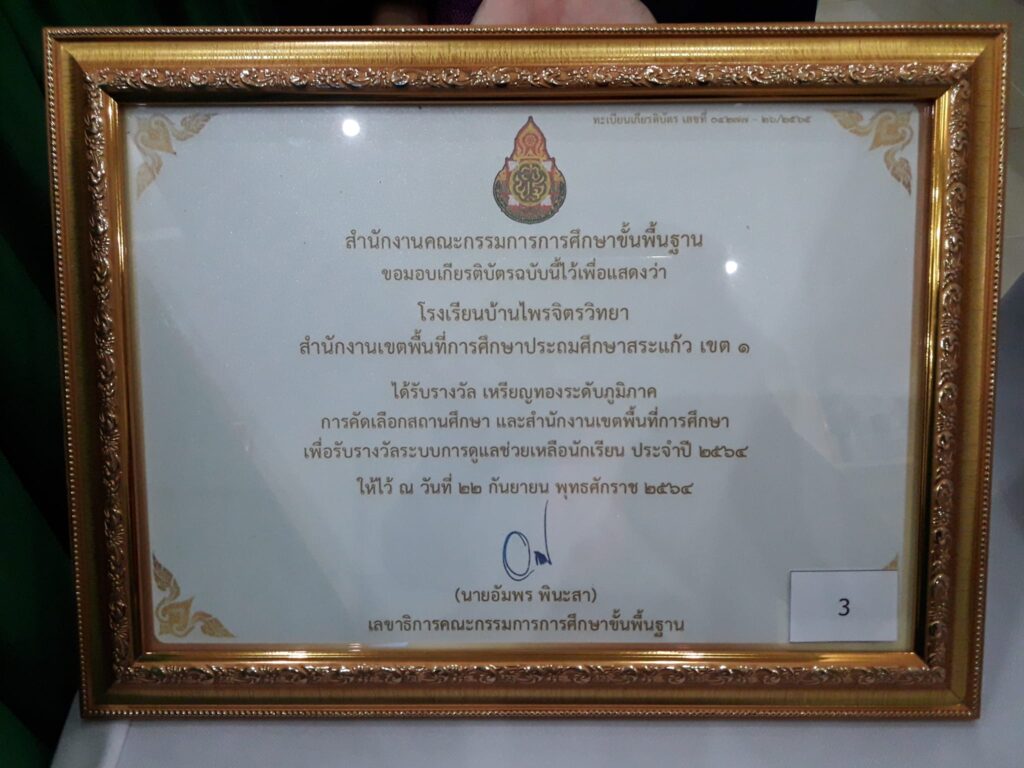 ทะเบียนเกียรติบัตร เลขที่ ๐๔๒๗๗ - ๒๖/๒๕๖๕
สำนักงานคณะกรรมการการศึกษาขั้นพื้นฐาน
ขอมอบเกียรติบัตรฉบับนี้ไว้เพื่อแสดงว่า
โรงเรียนบ้านไพรจิตรวิทยา
สำนักงานเขตพื้นที่การศึกษาประถมศึกษาสระแก้ว เขต ๑
ได้รับรางวัล เหรียญทองระดับภูมิภาค
การคัดเลือกสถานศึกษา และสำนักงานเขตพื้นที่การศึกษา
เพื่อรับรางวัลระบบการดูแลช่วยเหลือนักเรียน ประจำปี ๒๕๖๔
ให้ไว้ ณ วันที่ ๒๒ กันยายน พุทธศักราช ๒๕๖๔
(นายอัมพร พินะสา)
เลขาธิการคณะกรรมการการศึกษาขั้นพื้นฐาน
3